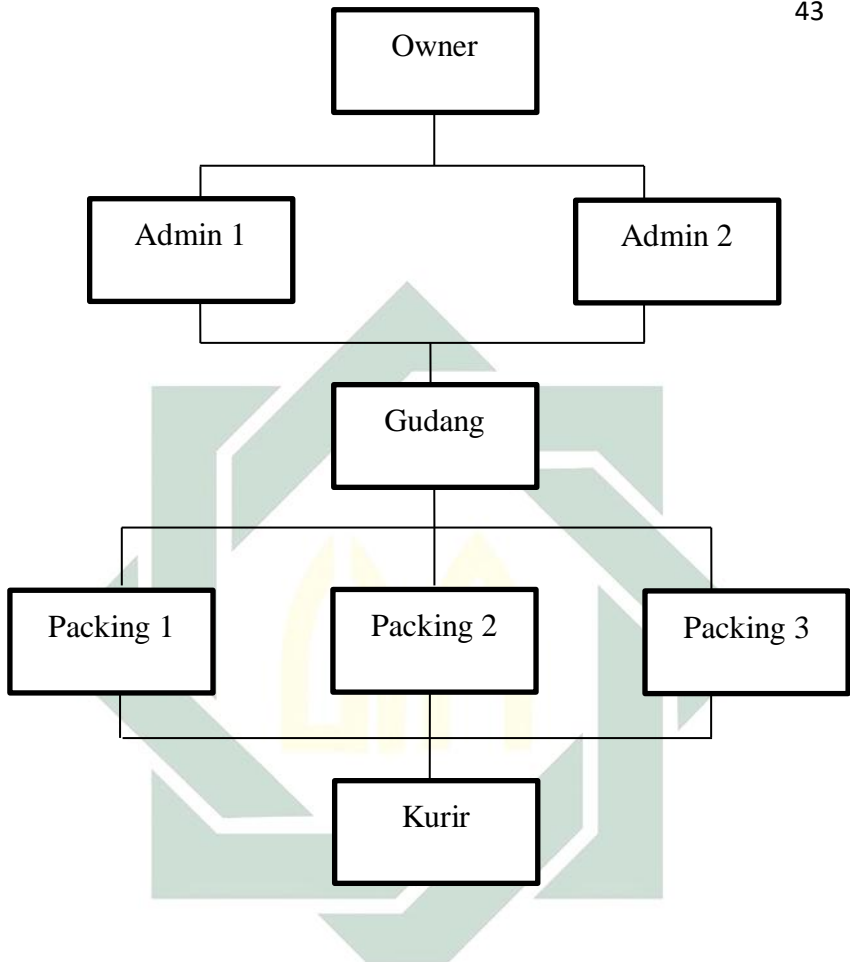 43
Owner
Admin 1
Admin 2
Gudang
Packing 1
Packing 2
Packing 3
Kurir